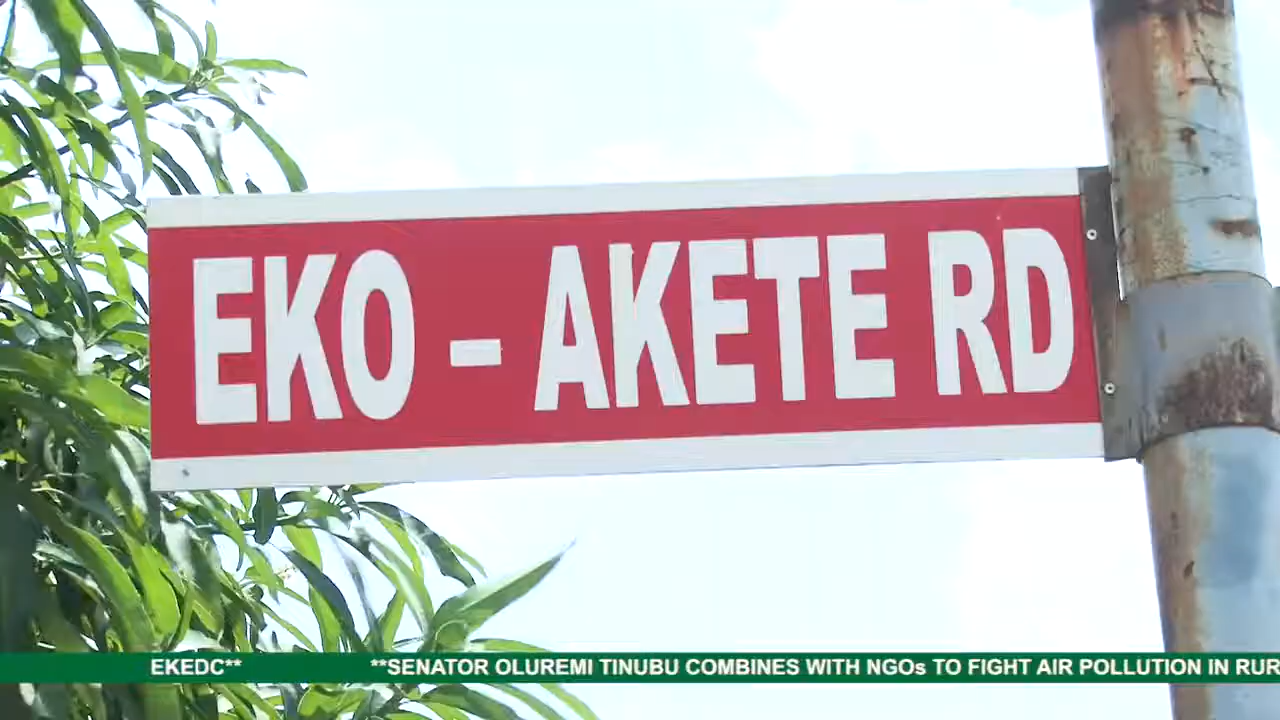 EKO - AKETE RD
EKEDC** **SENATOR OLUREMI TINUBU COMBINES WITH NGOs TO FIGHT AIR POLLUTION IN RUR